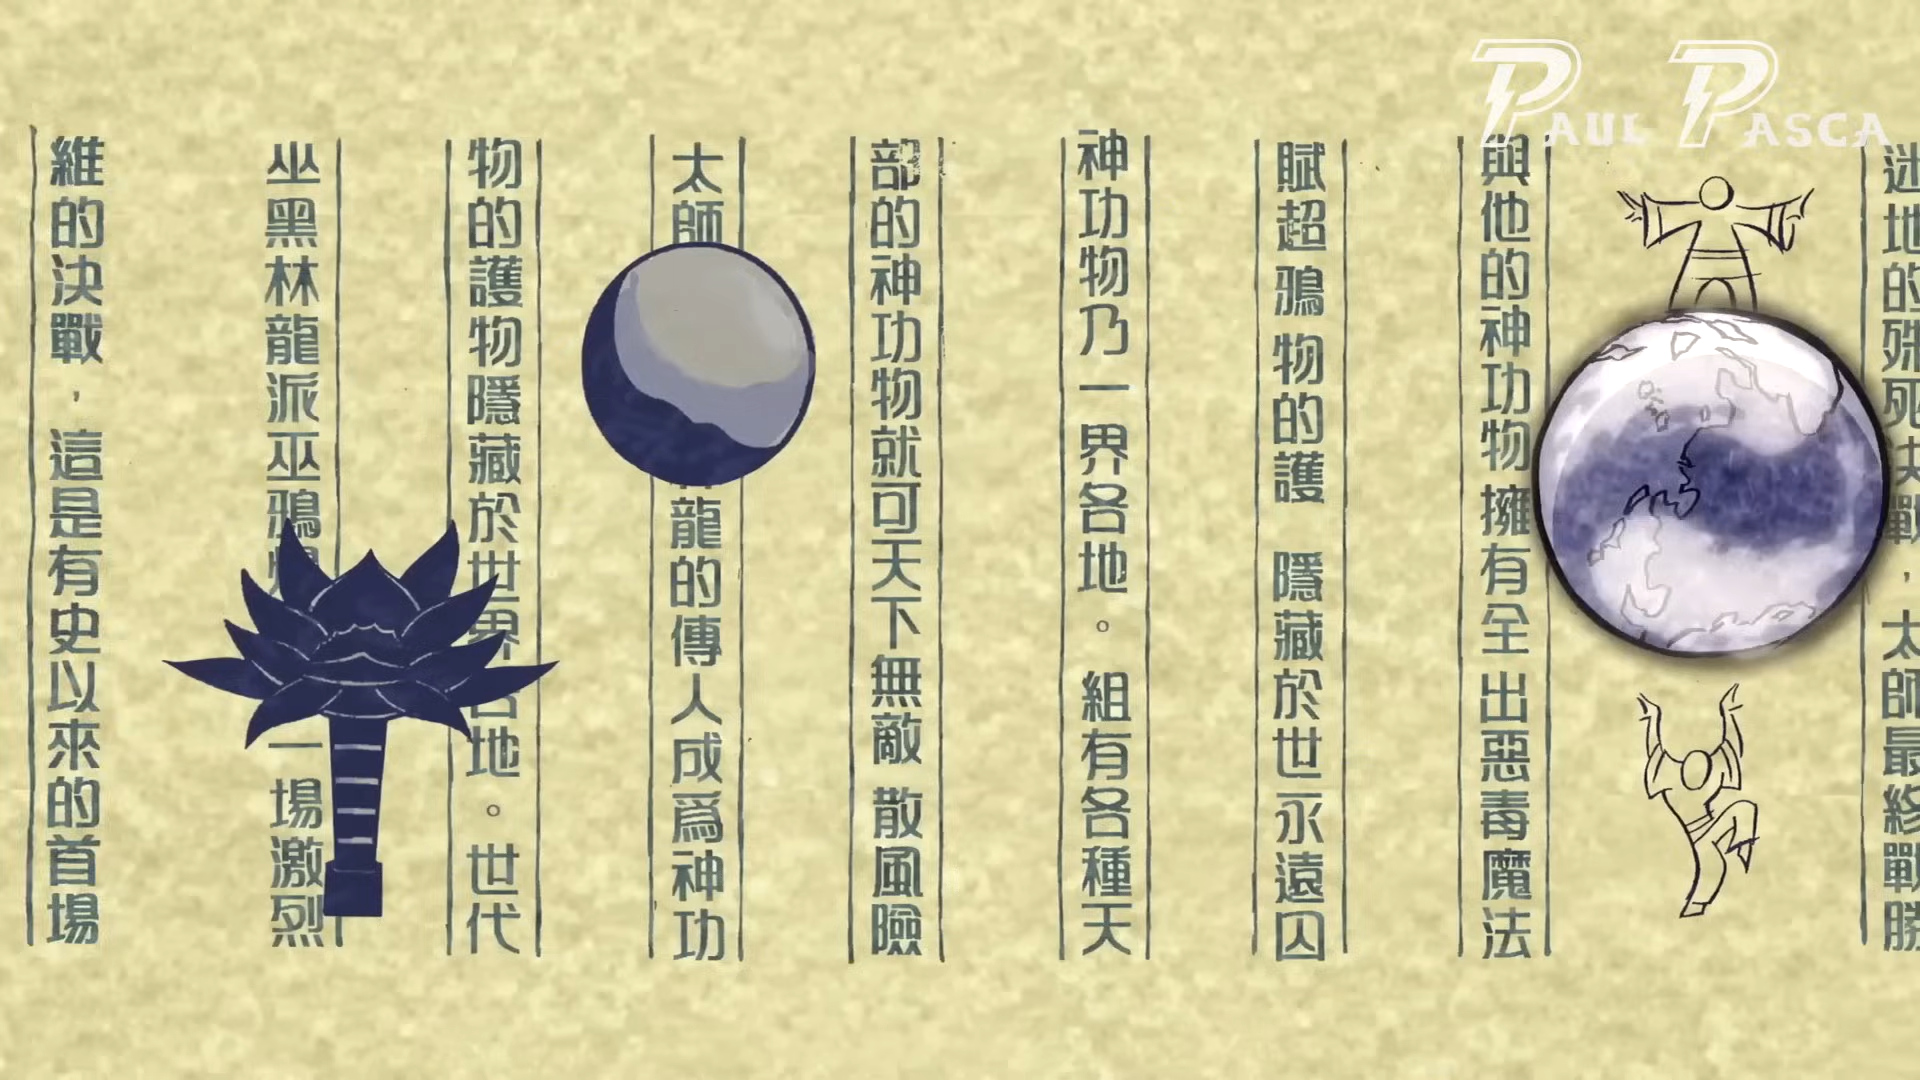 PAUL PASCA
迷地的殊死決戰，太師最終戰勝
與他的神功物擁有全出惡毒魔法
賦超鴉物的護 隱藏於世永遠囚
神功物乃一界各地。組有各種天
部的神功物就可天下無敵散風險
太師龍的傳人成爲神功
物的護物隱藏於世界各地。世代
巫黑林龍派巫鴉 一場激烈
維的決戰，這是有史以來的首場